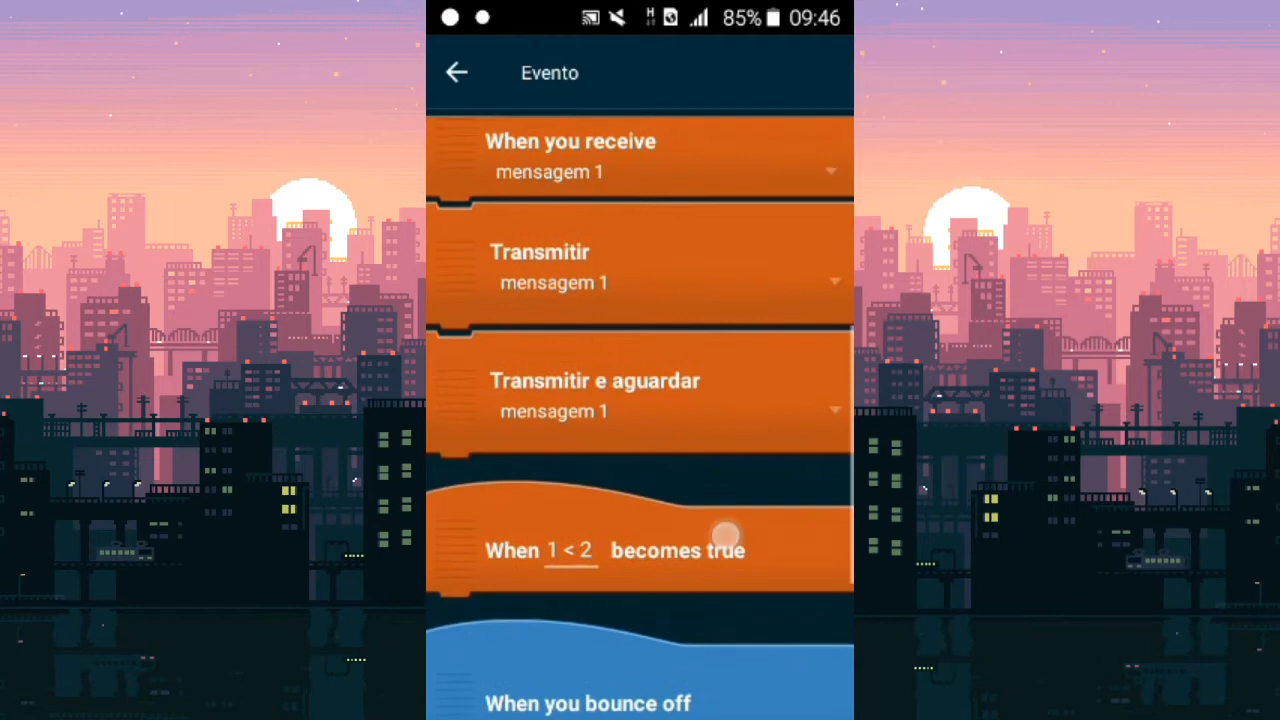 H 85% 09:46
Evento
When you receive
mensagem 1
Transmitir
mensagem 1
Transmitir e aguardar
mensagem 1
When 1 < 2 becomes true
When you bounce off